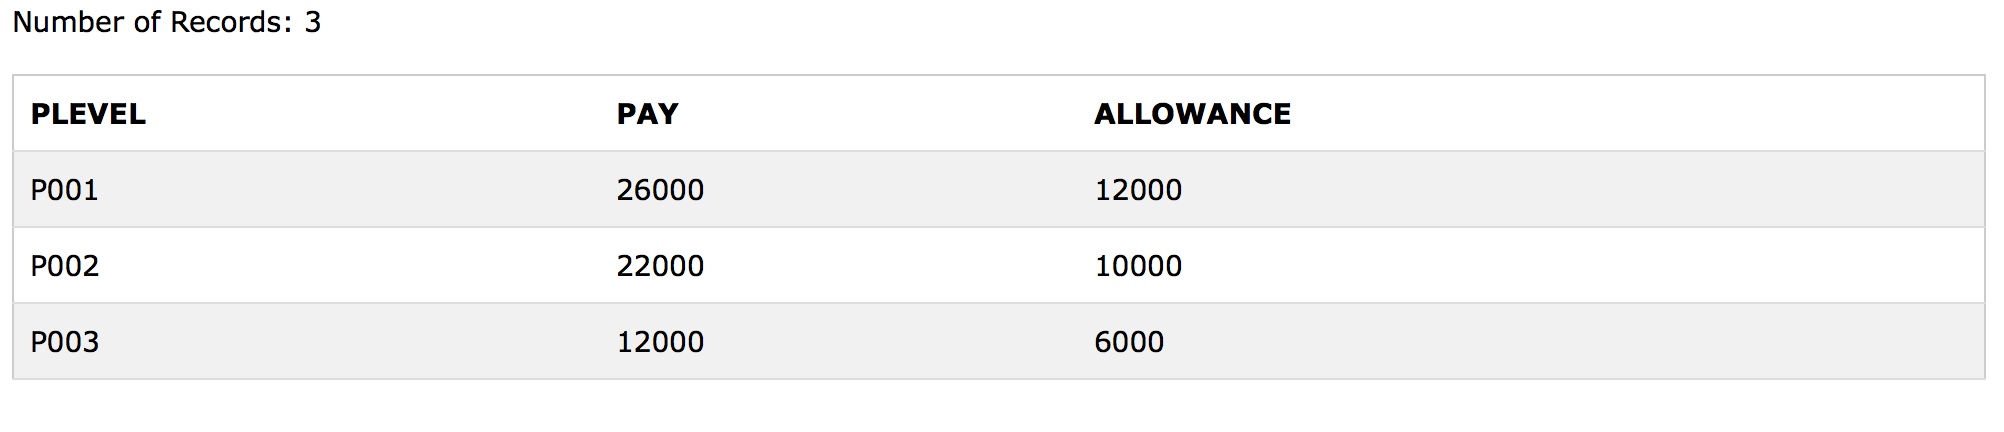 Number of Records: 3
PLEVEL PAY ALLOWANCE
P001 26000 12000
P002 22000 10000
P003 12000 6000